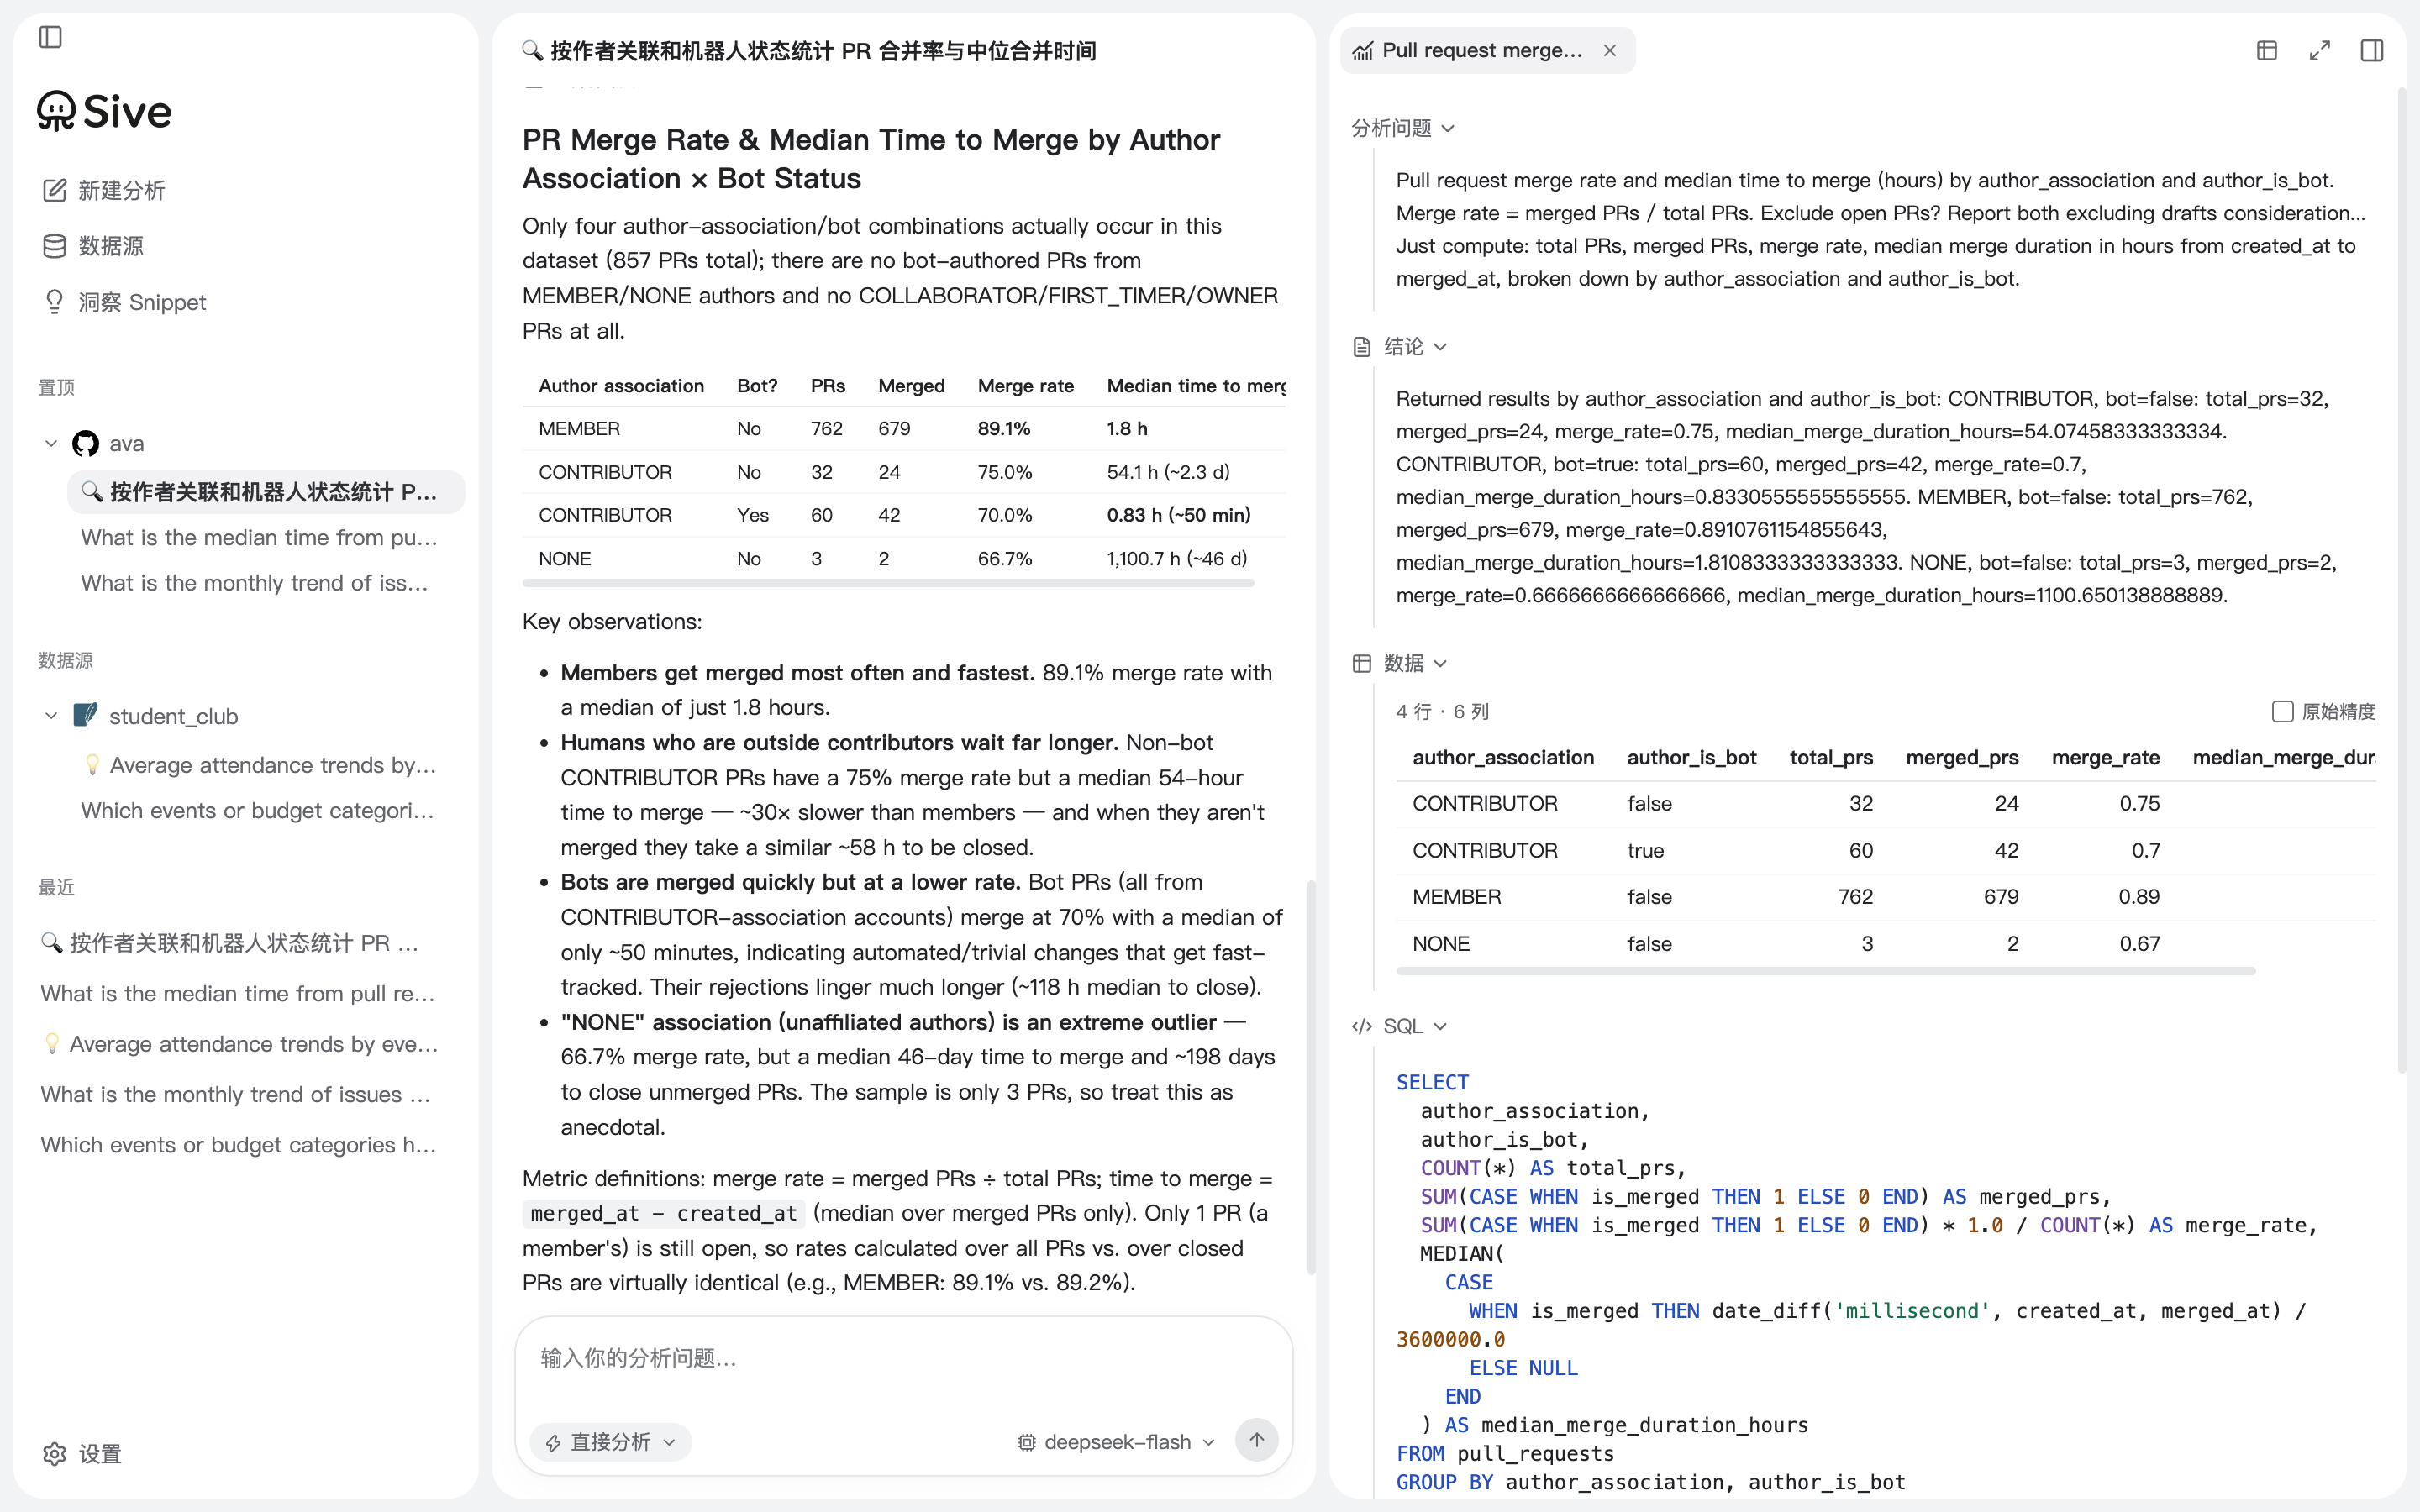 Sive
新建分析
数据源
洞察 Snippet
置顶
ava
🔍 按作者关联和机器人状态统计 P...
What is the median time from pu...
What is the monthly trend of iss...
数据源
student_club
💡 Average attendance trends by...
Which events or budget categori...
最近
🔍 按作者关联和机器人状态统计 PR ...
What is the median time from pull re...
💡 Average attendance trends by eve...
What is the monthly trend of issues ...
Which events or budget categories h...
设置
🔍 按作者关联和机器人状态统计 PR 合并率与中位合并时间
PR Merge Rate & Median Time to Merge by Author
Association × Bot Status
Only four author-association/bot combinations actually occur in this
dataset (857 PRs total); there are no bot-authored PRs from
MEMBER/NONE authors and no COLLABORATOR/FIRST_TIMER/OWNER
PRs at all.
Author association Bot? PRs Merged Merge rate Median time to merg
MEMBER No 762 679 89.1% 1.8 h
CONTRIBUTOR No 32 24 75.0% 54.1 h (~2.3 d)
CONTRIBUTOR Yes 60 42 70.0% 0.83 h (~50 min)
NONE No 3 2 66.7% 1,100.7 h (~46 d)
Key observations:
• Members get merged most often and fastest. 89.1% merge rate with
a median of just 1.8 hours.
• Humans who are outside contributors wait far longer. Non-bot
CONTRIBUTOR PRs have a 75% merge rate but a median 54-hour
time to merge — ~30× slower than members — and when they aren't
merged they take a similar ~58 h to be closed.
• Bots are merged quickly but at a lower rate. Bot PRs (all from
CONTRIBUTOR-association accounts) merge at 70% with a median of
only ~50 minutes, indicating automated/trivial changes that get fast-
tracked. Their rejections linger much longer (~118 h median to close).
• "NONE" association (unaffiliated authors) is an extreme outlier —
66.7% merge rate, but a median 46-day time to merge and ~198 days
to close unmerged PRs. The sample is only 3 PRs, so treat this as
anecdotal.
Metric definitions: merge rate = merged PRs ÷ total PRs; time to merge =
merged_at - created_at (median over merged PRs only). Only 1 PR (a
member's) is still open, so rates calculated over all PRs vs. over closed
PRs are virtually identical (e.g., MEMBER: 89.1% vs. 89.2%).
输入你的分析问题...
直接分析
deepseek-flash
Pull request merge...
分析问题
Pull request merge rate and median time to merge (hours) by author_association and author_is_bot.
Merge rate = merged PRs / total PRs. Exclude open PRs? Report both excluding drafts consideration...
Just compute: total PRs, merged PRs, merge rate, median merge duration in hours from created_at to
merged_at, broken down by author_association and author_is_bot.
结论
Returned results by author_association and author_is_bot: CONTRIBUTOR, bot=false: total_prs=32,
merged_prs=24, merge_rate=0.75, median_merge_duration_hours=54.07458333333334.
CONTRIBUTOR, bot=true: total_prs=60, merged_prs=42, merge_rate=0.7,
median_merge_duration_hours=0.8330555555555555. MEMBER, bot=false: total_prs=762,
merged_prs=679, merge_rate=0.8910761154855643,
median_merge_duration_hours=1.8108333333333333. NONE, bot=false: total_prs=3, merged_prs=2,
merge_rate=0.6666666666666666, median_merge_duration_hours=1100.650138888889.
数据
4 行 · 6 列
原始精度
author_association author_is_bot total_prs merged_prs merge_rate median_merge_dur
CONTRIBUTOR false 32 24 0.75
CONTRIBUTOR true 60 42 0.7
MEMBER false 762 679 0.89
NONE false 3 2 0.67
</> SQL
SELECT
author_association,
author_is_bot,
COUNT(*) AS total_prs,
SUM(CASE WHEN is_merged THEN 1 ELSE 0 END) AS merged_prs,
SUM(CASE WHEN is_merged THEN 1 ELSE 0 END) * 1.0 / COUNT(*) AS merge_rate,
MEDIAN(
CASE
WHEN is_merged THEN date_diff('millisecond', created_at, merged_at) /
3600000.0
ELSE NULL
END
) AS median_merge_duration_hours
FROM pull_requests
GROUP BY author_association, author_is_bot